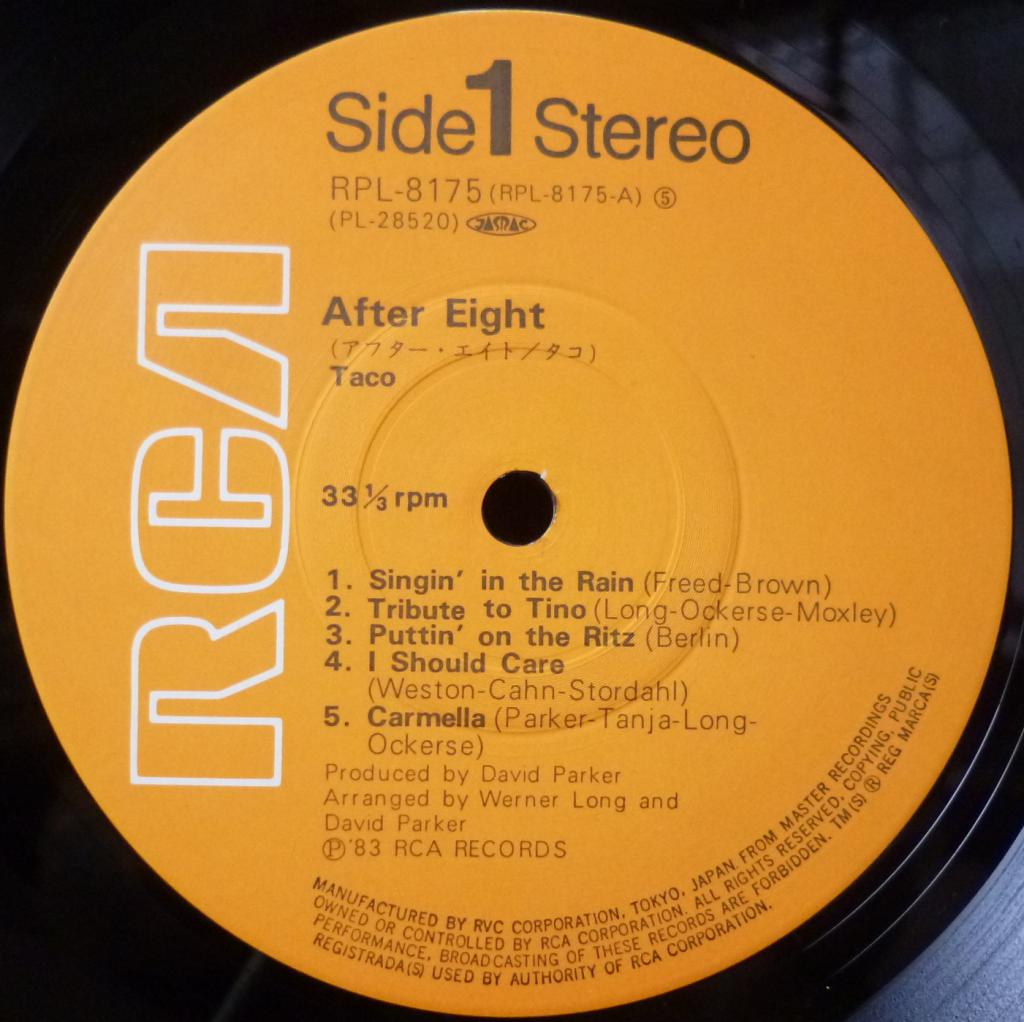 Side 1 Stereo
RPL-8175 (RPL-8175-A) ⑤
(PL-28520) JASRAC
RCA
After Eight
(アフター・エイト/タコ)
Taco
33 ⅓ rpm
1. Singin' in the Rain (Freed-Brown)
2. Tribute to Tino (Long-Ockerse-Moxley)
3. Puttin' on the Ritz (Berlin)
4. I Should Care
(Weston-Cahn-Stordahl)
5. Carmella (Parker-Tanja-Long-
Ockerse)
Produced by David Parker
Arranged by Werner Long and
David Parker
Ⓟ'83 RCA RECORDS
MANUFACTURED BY RVC CORPORATION, TOKYO, JAPAN. FROM MASTER RECORDINGS
OWNED OR CONTROLLED BY RCA CORPORATION. ALL RIGHTS RESERVED. COPYING, PUBLIC
PERFORMANCE, BROADCASTING OF THESE RECORDS ARE FORBIDDEN. TM(S) ® REG MARCA(S)
REGISTRADA(S) USED BY AUTHORITY OF RCA CORPORATION.